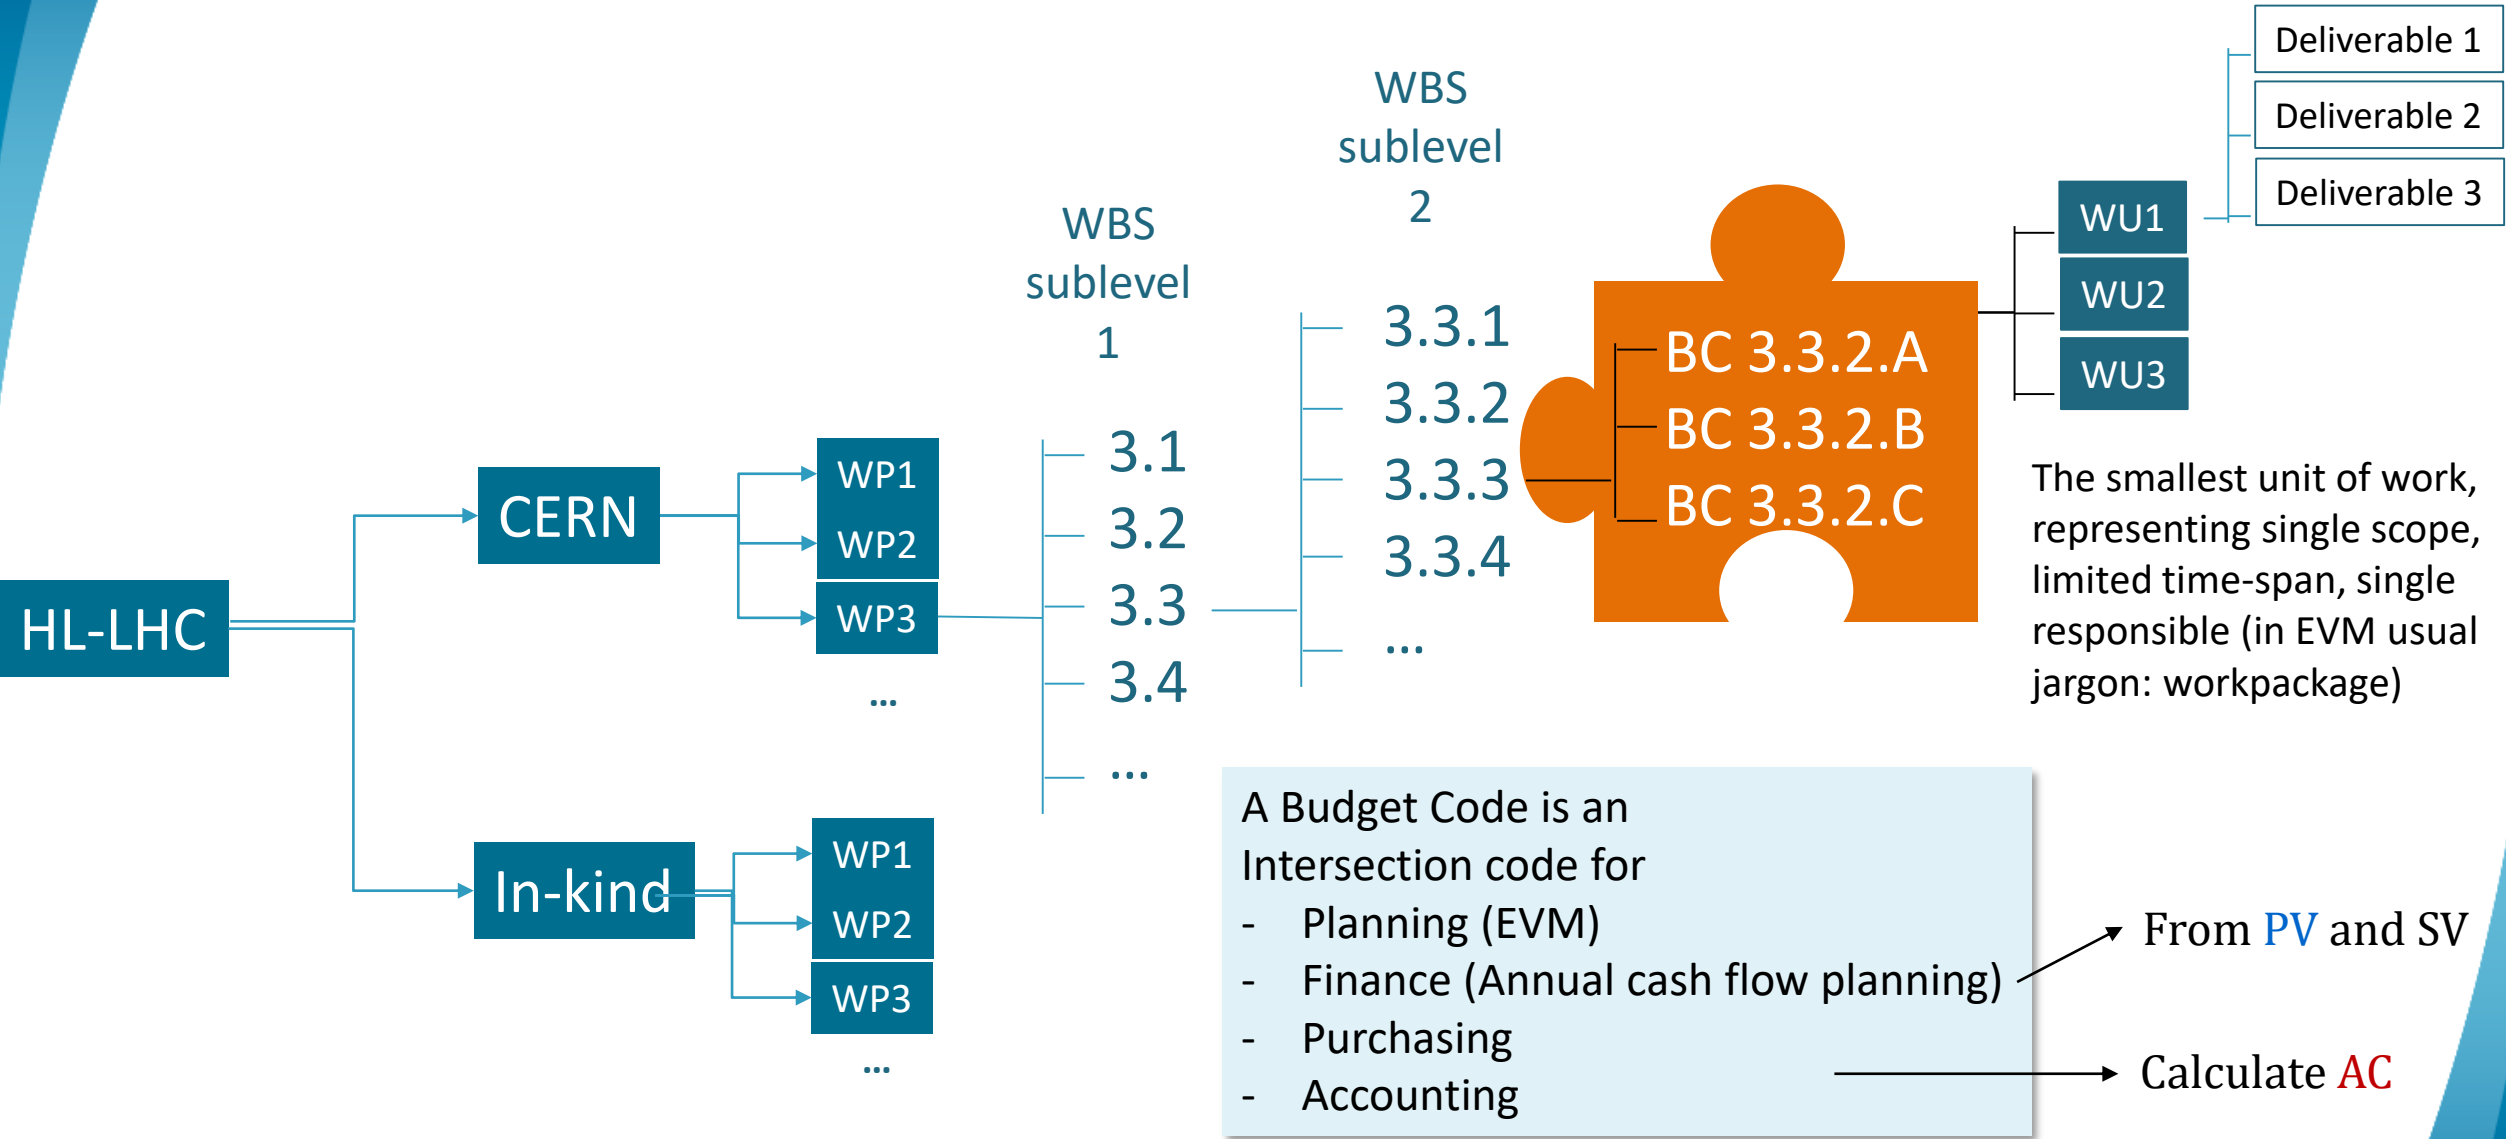 HL-LHC
CERN
In-kind
WP1
WP2
WP3
...
WP1
WP2
WP3
...
WBS
sublevel
1
3.1
3.2
3.3
3.4
...
WBS
sublevel
2
3.3.1
3.3.2
3.3.3
3.3.4
...
BC 3.3.2.A
BC 3.3.2.B
BC 3.3.2.C
WU1
WU2
WU3
Deliverable 1
Deliverable 2
Deliverable 3
The smallest unit of work,
representing single scope,
limited time-span, single
responsible (in EVM usual
jargon: workpackage)
A Budget Code is an
Intersection code for
- Planning (EVM)
- Finance (Annual cash flow planning)
- Purchasing
- Accounting
From PV and SV
Calculate AC